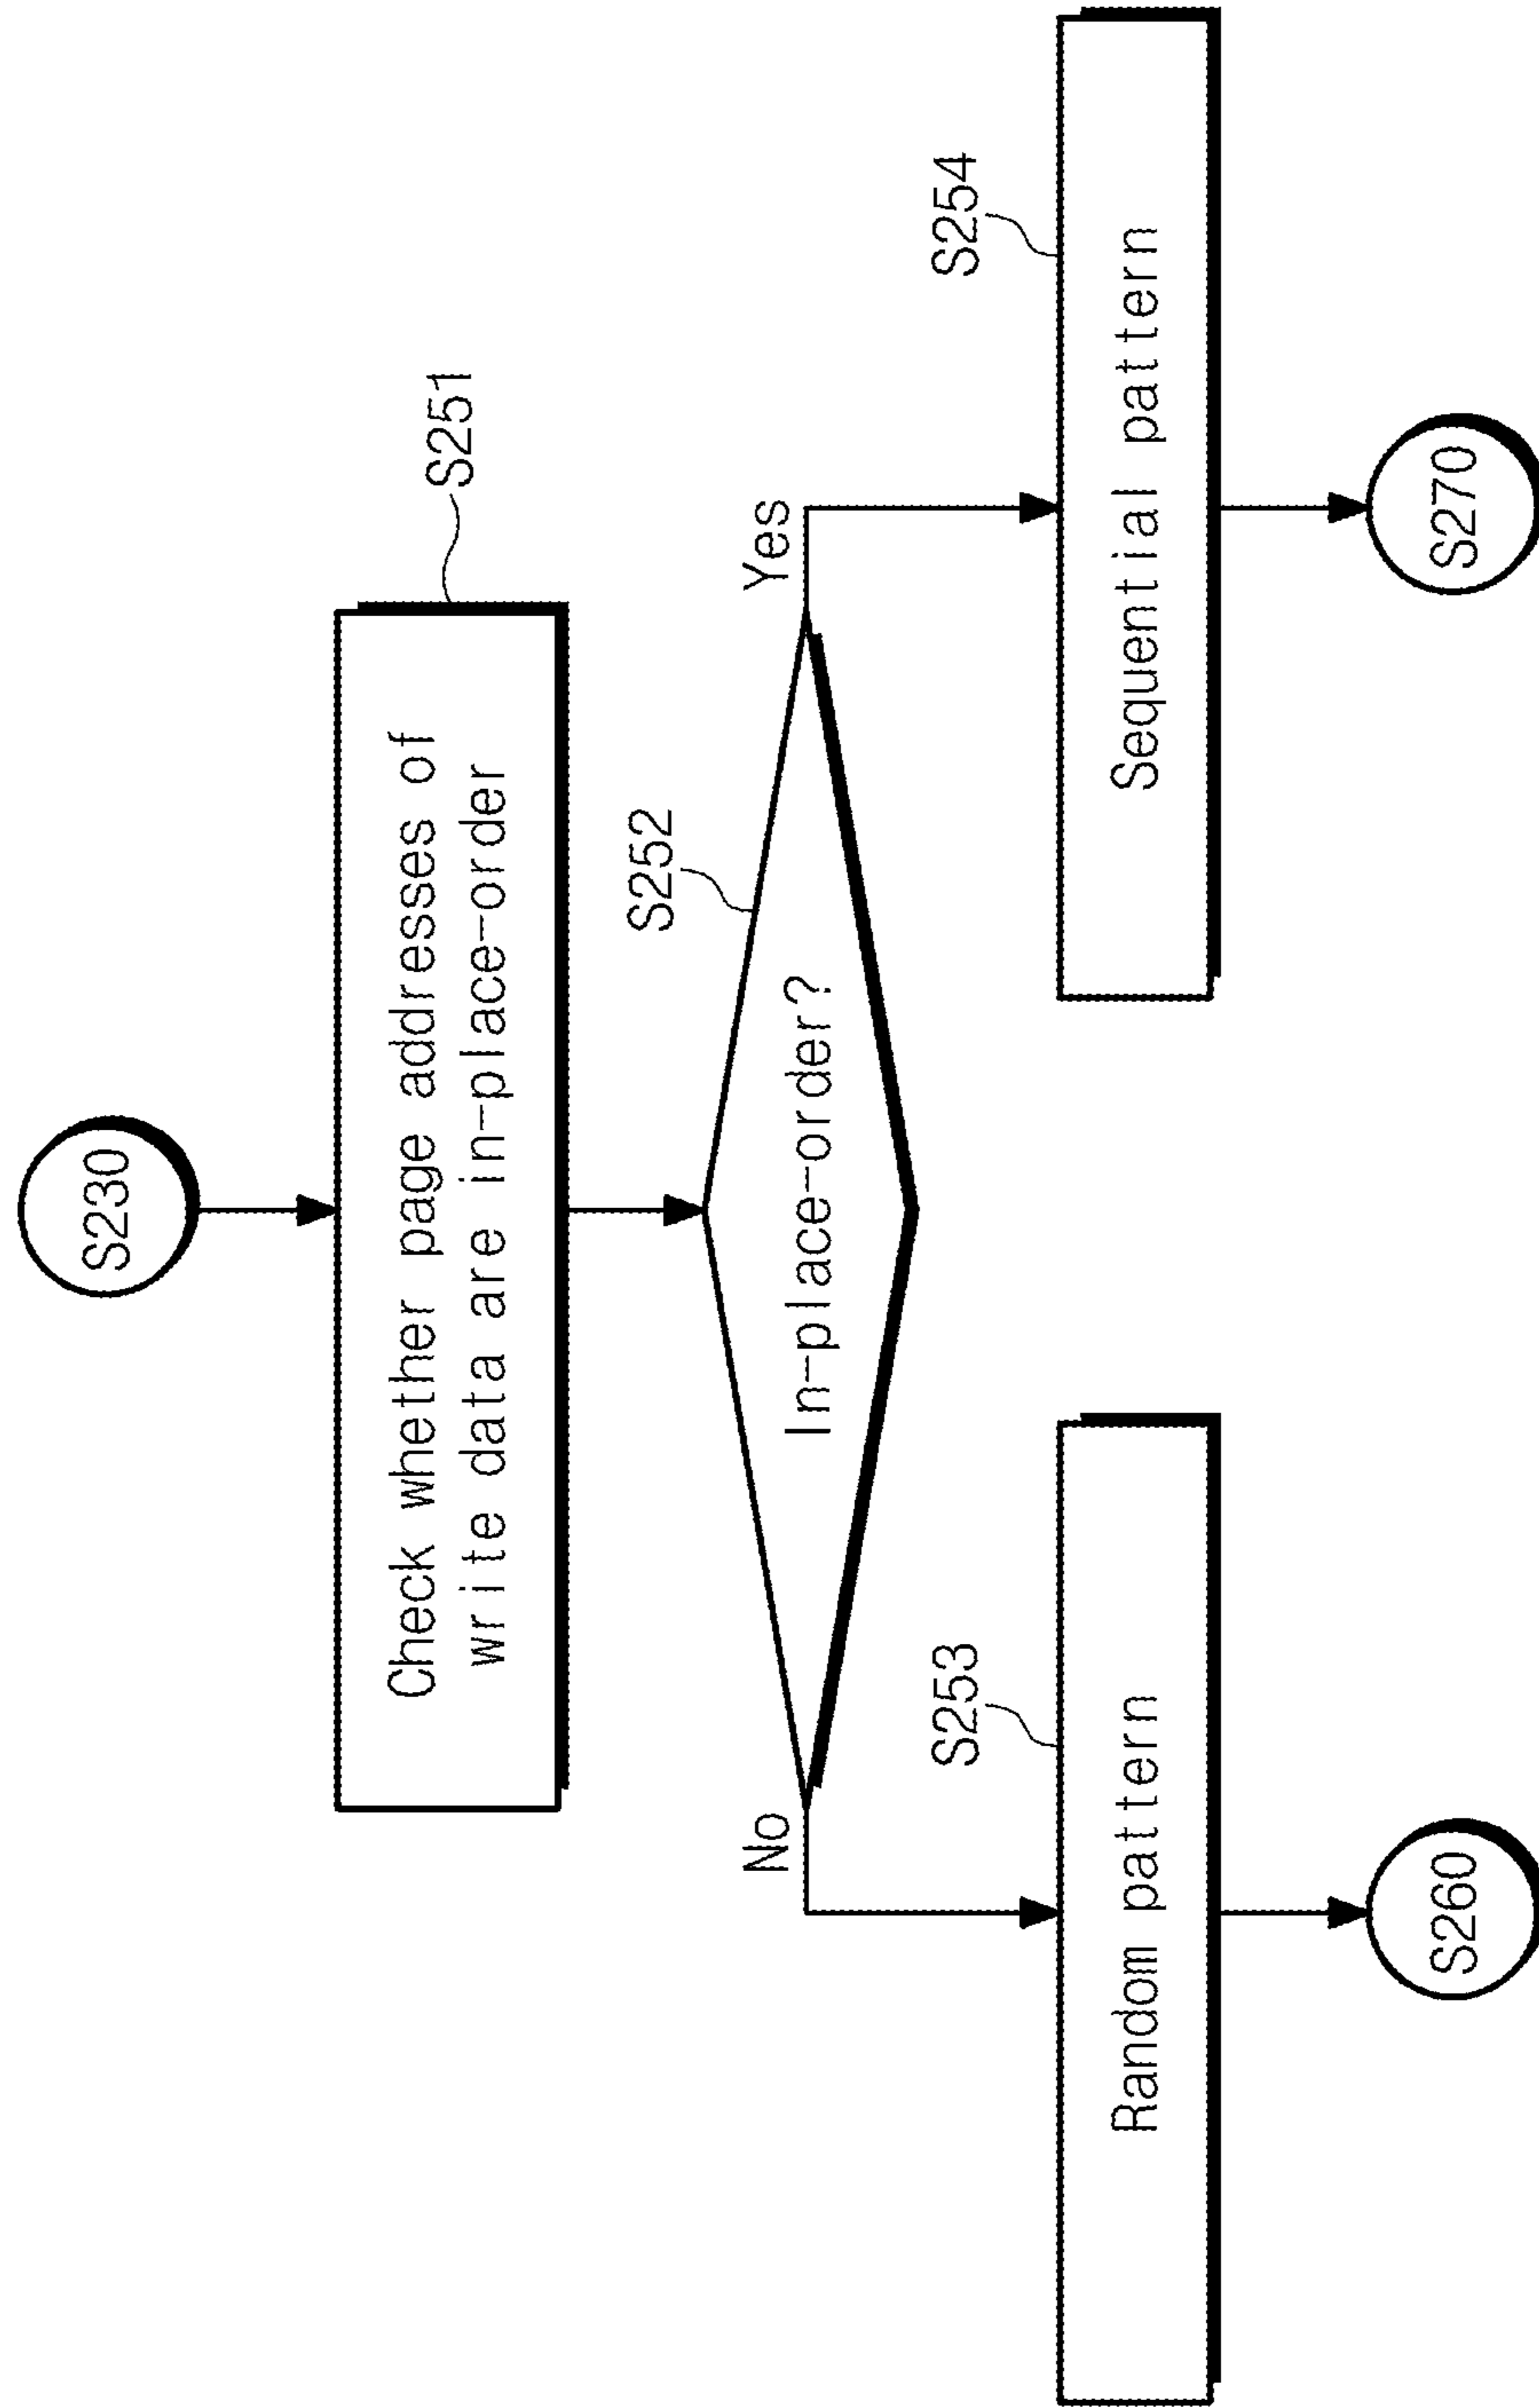 S230
S251
Check whether page addresses of
write data are in-place-order
S252
In-place-order?
No
Yes
S253
S254
Random pattern
Sequential pattern
S260
S270